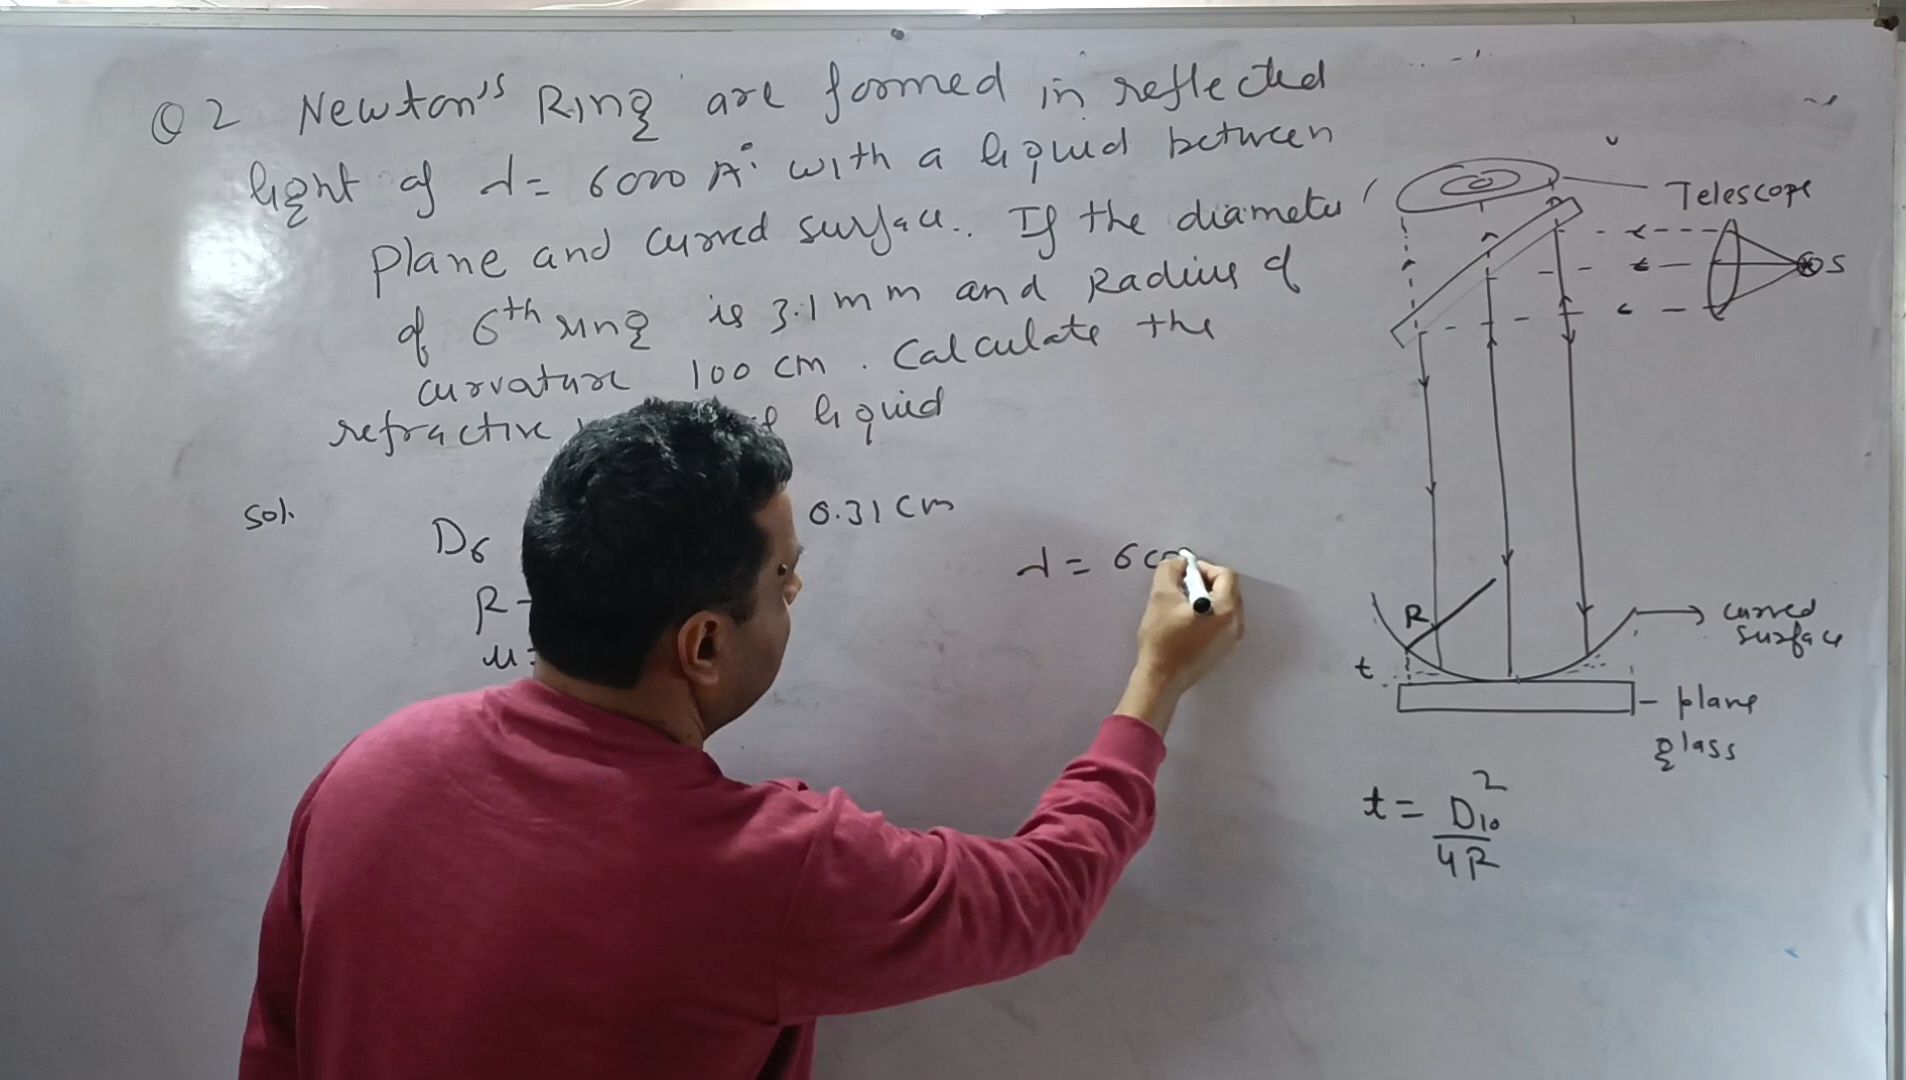 Q2 Newton's Ring are formed in reflected
light of λ= 6000 A° with a liquid between
plane and curved surface.. If the diameter
of 6th ring is 3.1 mm and Radius of
curvature 100 cm. Calculate the
refractive liquid
Sol.
D6 0.31 cm
R
μ=
λ= 6
Telescope
S
R
t
curved
surface
plane
glass
t= D10²
4R